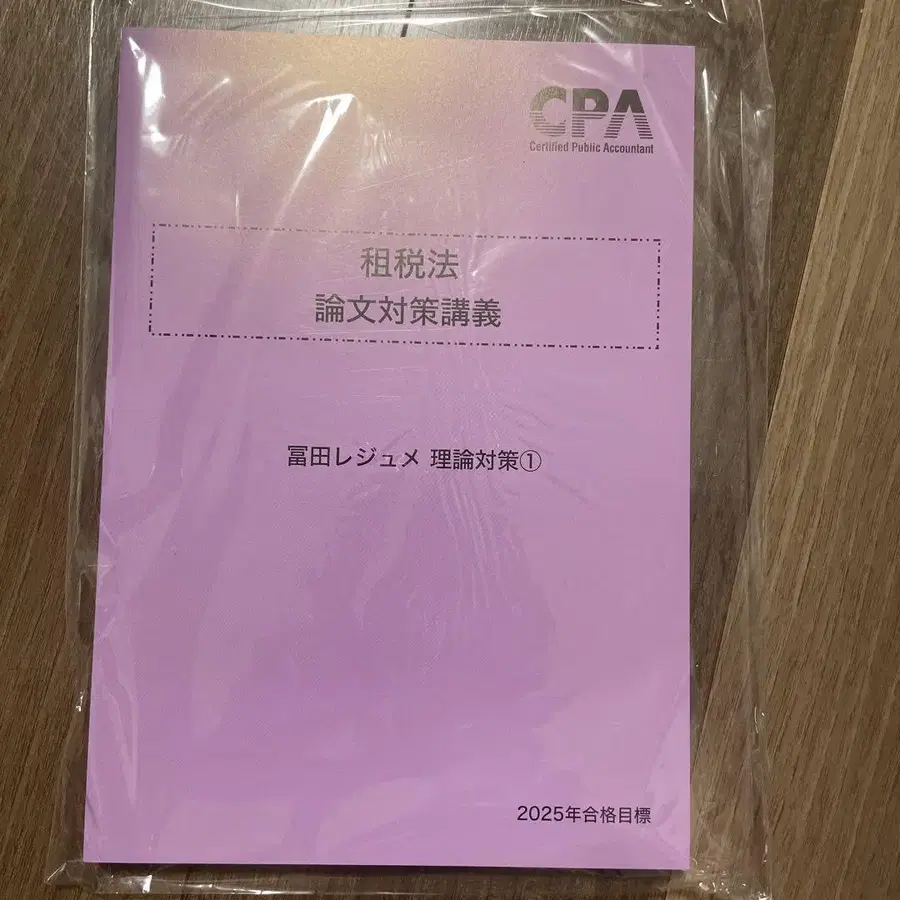 CPA
Certified Public Accountant
租税法
論文対策講義
冨田レジュメ 理論対策①
2025年合格目標